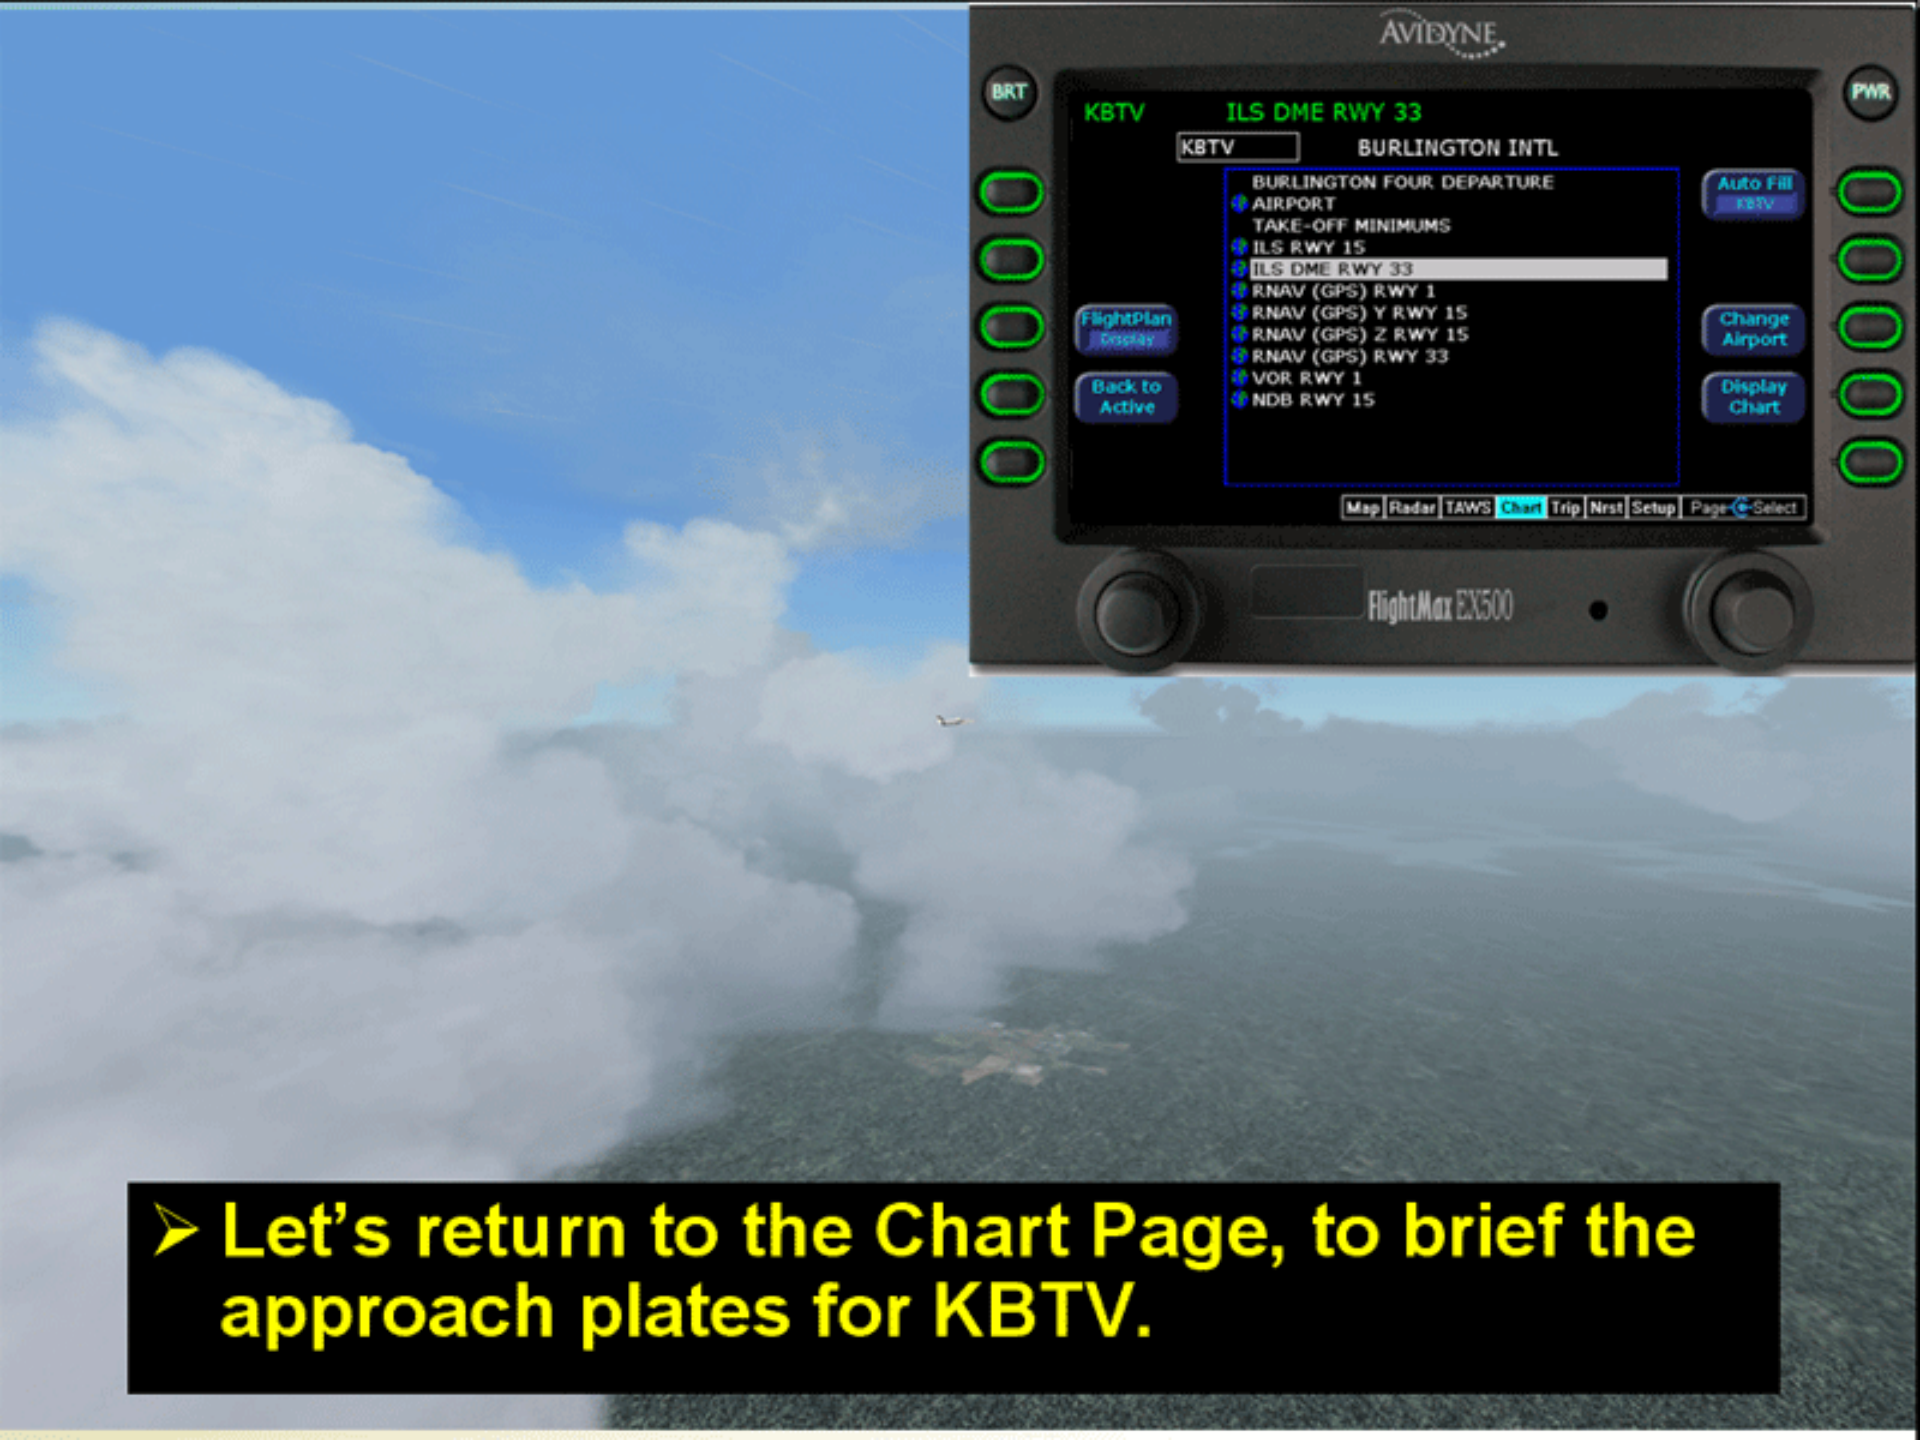 AVIDYNE
BRT
PWR
KBTV ILS DME RWY 33
KBTV BURLINGTON INTL
BURLINGTON FOUR DEPARTURE
AIRPORT
TAKE-OFF MINIMUMS
ILS RWY 15
ILS DME RWY 33
RNAV (GPS) RWY 1
RNAV (GPS) Y RWY 15
RNAV (GPS) Z RWY 15
RNAV (GPS) RWY 33
VOR RWY 1
NDB RWY 15
FlightPlan
Display
Back to
Active
Auto Fill
KBTV
Change
Airport
Display
Chart
Map Radar TAWS Chart Trip Nrst Setup Page Select
FlightMax EX500
➢ Let’s return to the Chart Page, to brief the
approach plates for KBTV.